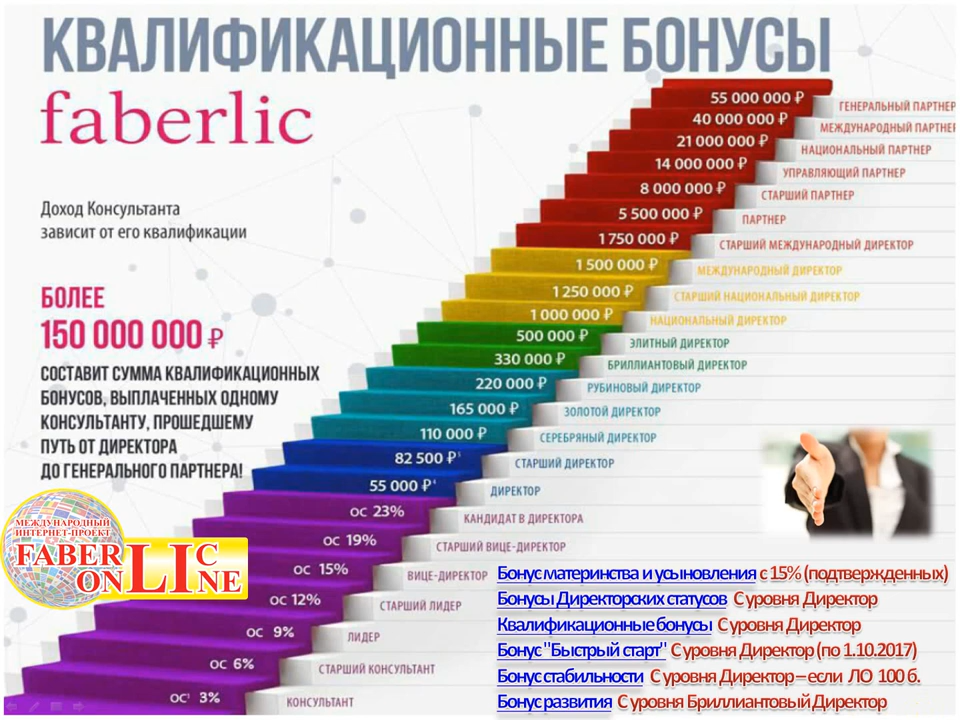 КВАЛИФИКАЦИОННЫЕ БОНУСЫ
faberlic
Доход Консультанта
зависит от его квалификации
БОЛЕЕ
150 000 000 ₽
СОСТАВИТ СУММА КВАЛИФИКАЦИОННЫХ
БОНУСОВ, ВЫПЛАЧЕННЫХ ОДНОМУ
КОНСУЛЬТАНТУ, ПРОШЕДШЕМУ
ПУТЬ ОТ ДИРЕКТОРА
ДО ГЕНЕРАЛЬНОГО ПАРТНЕРА!
55 000 000 ₽ ГЕНЕРАЛЬНЫЙ ПАРТНЕР
40 000 000 ₽ МЕЖДУНАРОДНЫЙ ПАРТНЕР
21 000 000 ₽ НАЦИОНАЛЬНЫЙ ПАРТНЕР
14 000 000 ₽ УПРАВЛЯЮЩИЙ ПАРТНЕР
8 000 000 ₽ СТАРШИЙ ПАРТНЕР
5 500 000 ₽ ПАРТНЕР
1 750 000 ₽ СТАРШИЙ МЕЖДУНАРОДНЫЙ ДИРЕКТОР
1 500 000 ₽ МЕЖДУНАРОДНЫЙ ДИРЕКТОР
1 250 000 ₽ СТАРШИЙ НАЦИОНАЛЬНЫЙ ДИРЕКТОР
1 000 000 ₽ НАЦИОНАЛЬНЫЙ ДИРЕКТОР
500 000 ₽ ЭЛИТНЫЙ ДИРЕКТОР
330 000 ₽ БРИЛЛИАНТОВЫЙ ДИРЕКТОР
220 000 ₽ РУБИНОВЫЙ ДИРЕКТОР
165 000 ₽ ЗОЛОТОЙ ДИРЕКТОР
110 000 ₽ СЕРЕБРЯНЫЙ ДИРЕКТОР
82 500 ₽ СТАРШИЙ ДИРЕКТОР
55 000 ₽ ДИРЕКТОР
ОС 23% КАНДИДАТ В ДИРЕКТОРА
ОС 19% СТАРШИЙ ВИЦЕ-ДИРЕКТОР
ОС 15% ВИЦЕ-ДИРЕКТОР
ОС 12% СТАРШИЙ ЛИДЕР
ОС 9% ЛИДЕР
ОС 6% СТАРШИЙ КОНСУЛЬТАНТ
ОС¹ 3% КОНСУЛЬТАНТ
МЕЖДУНАРОДНЫЙ
ИНТЕРНЕТ-ПРОЕКТ
FABERLIC
ONLINE
Бонус материнства и усыновления с 15% (подтвержденных)
Бонусы Директорских статусов С уровня Директор
Квалификационные бонусы С уровня Директор
Бонус "Быстрый старт" С уровня Директор (по 1.10.2017)
Бонус стабильности С уровня Директор – если ЛО 100 б.
Бонус развития С уровня Бриллиантовый Директор